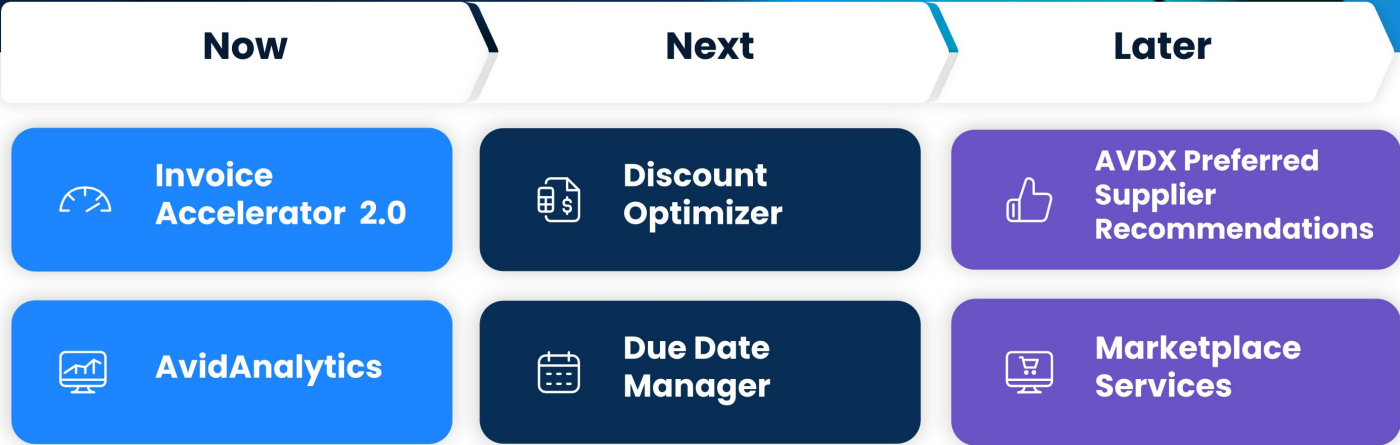 Now
Next
Later
Invoice
Accelerator 2.0
Discount
Optimizer
AVDX Preferred
Supplier
Recommendations
AvidAnalytics
Due Date
Manager
Marketplace
Services